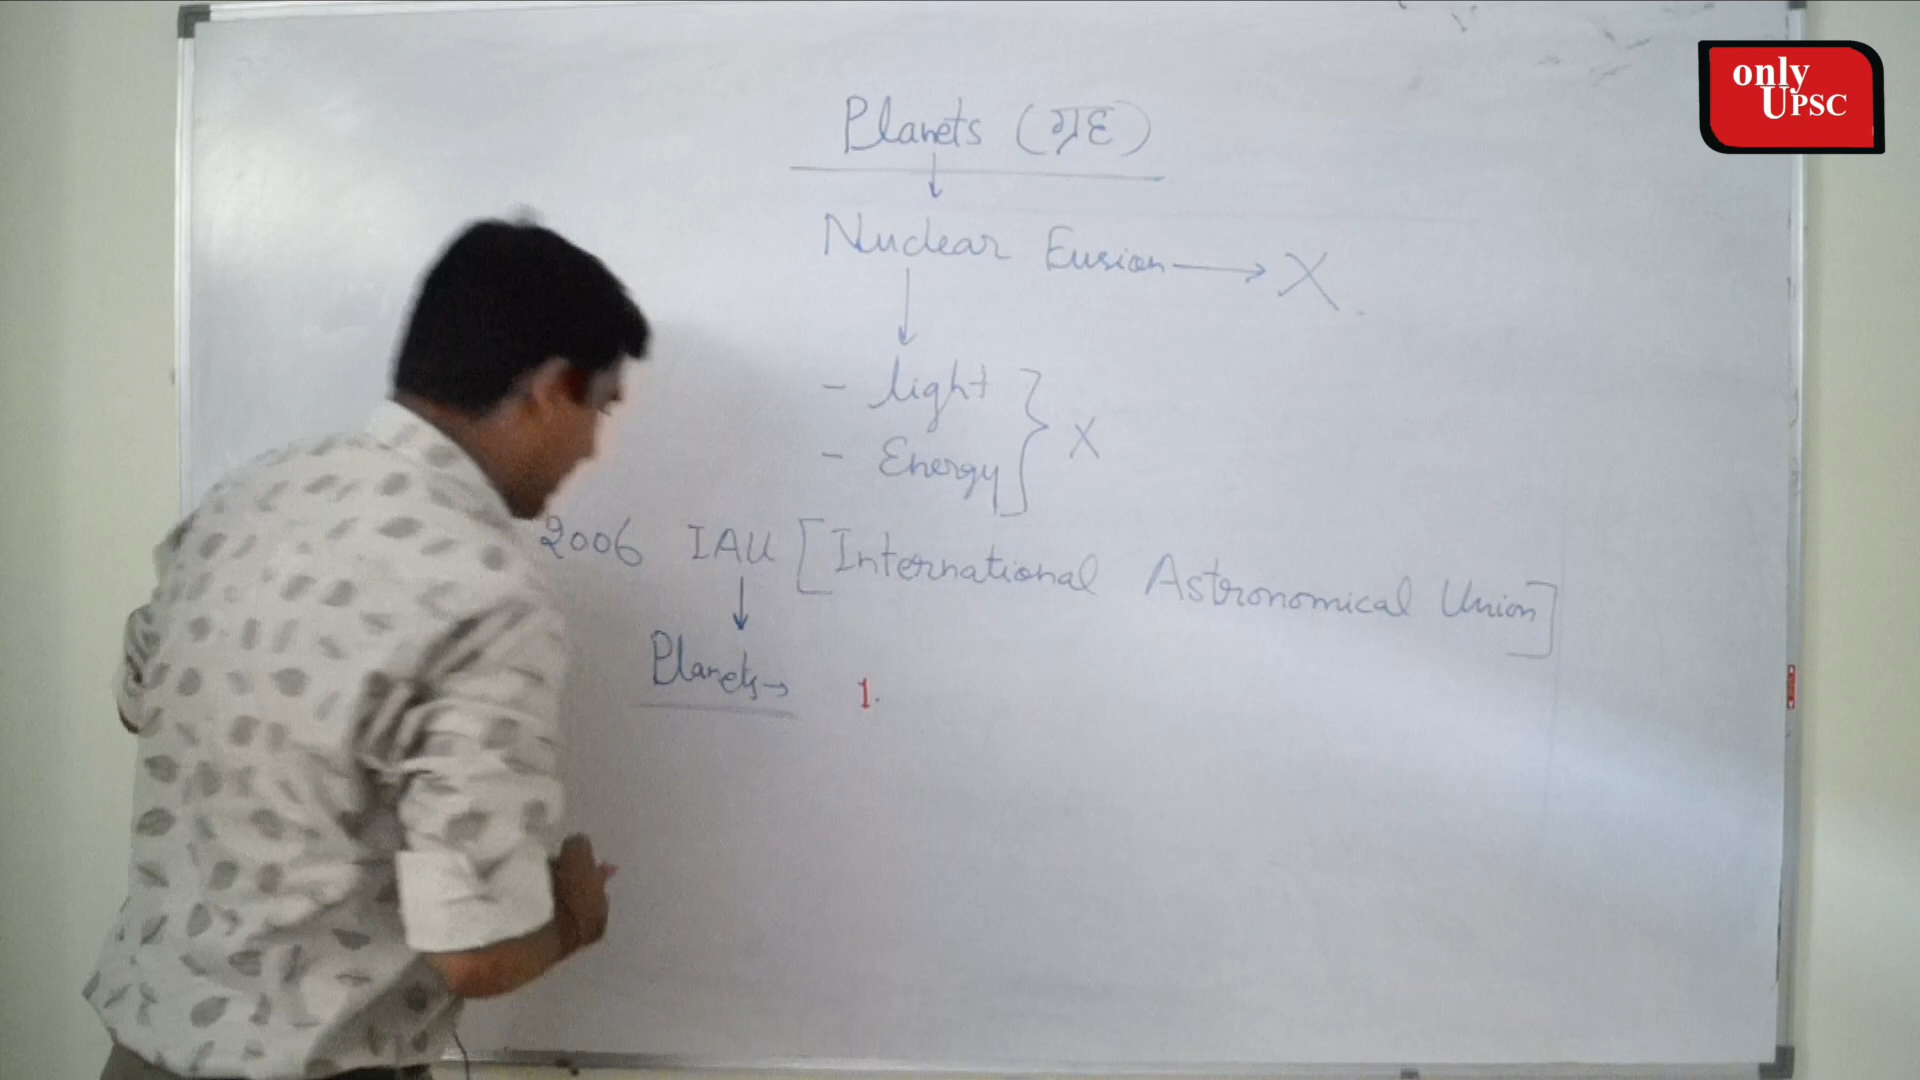 only
UPSC
Planets (ग्रह)
Nuclear Fusion → X
- light
- Energy } X
2006 IAU [International Astronomical Union]
Planets→ 1.